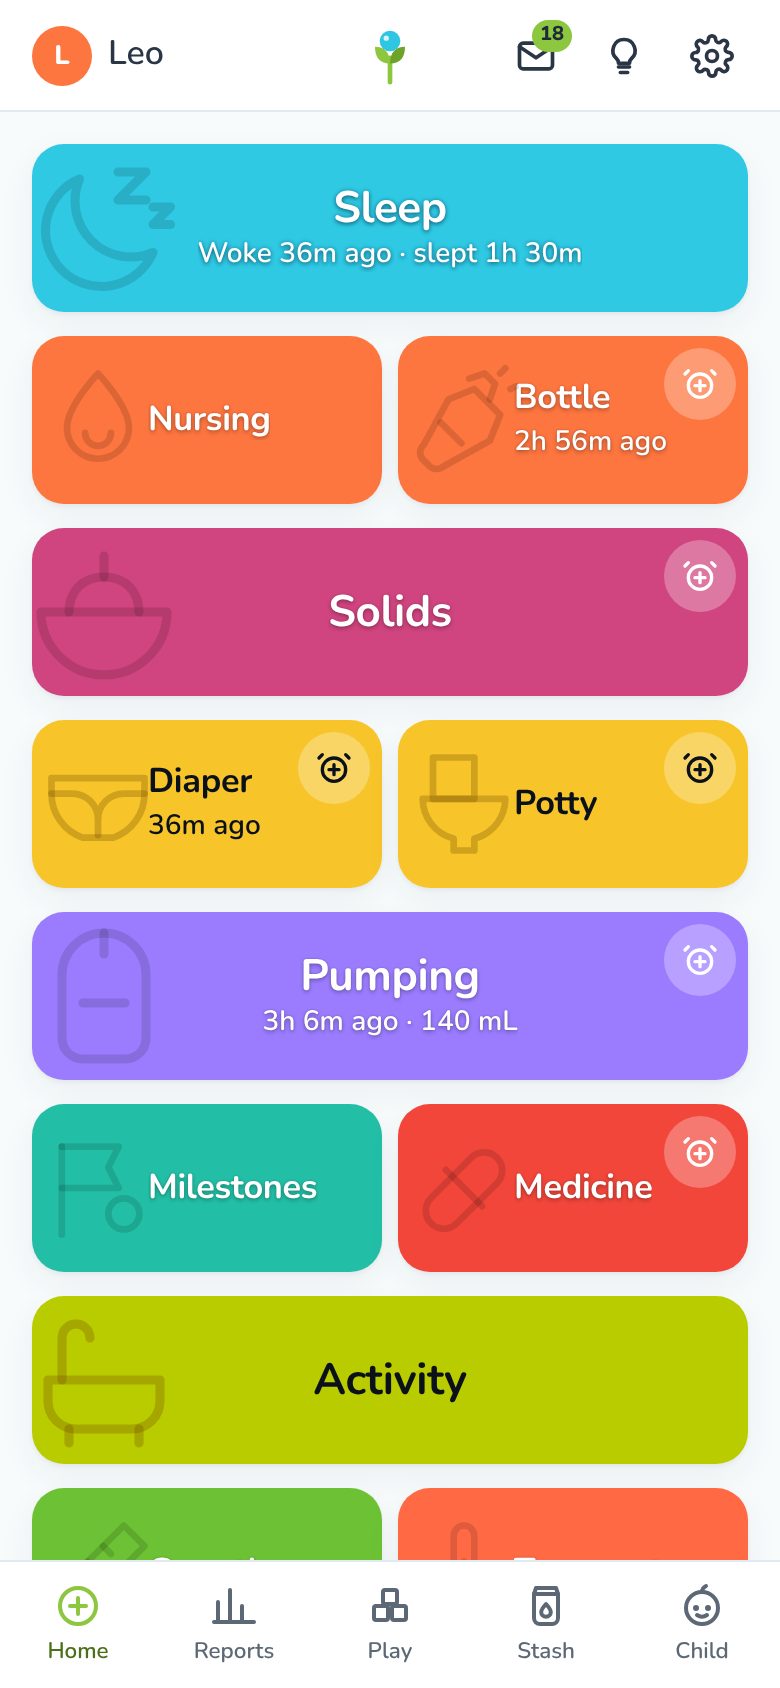 L
Leo
18
Sleep
Woke 36m ago · slept 1h 30m
Nursing
Bottle
2h 56m ago
Solids
Diaper
36m ago
Potty
Pumping
3h 6m ago · 140 mL
Milestones
Medicine
Activity
Home
Reports
Play
Stash
Child